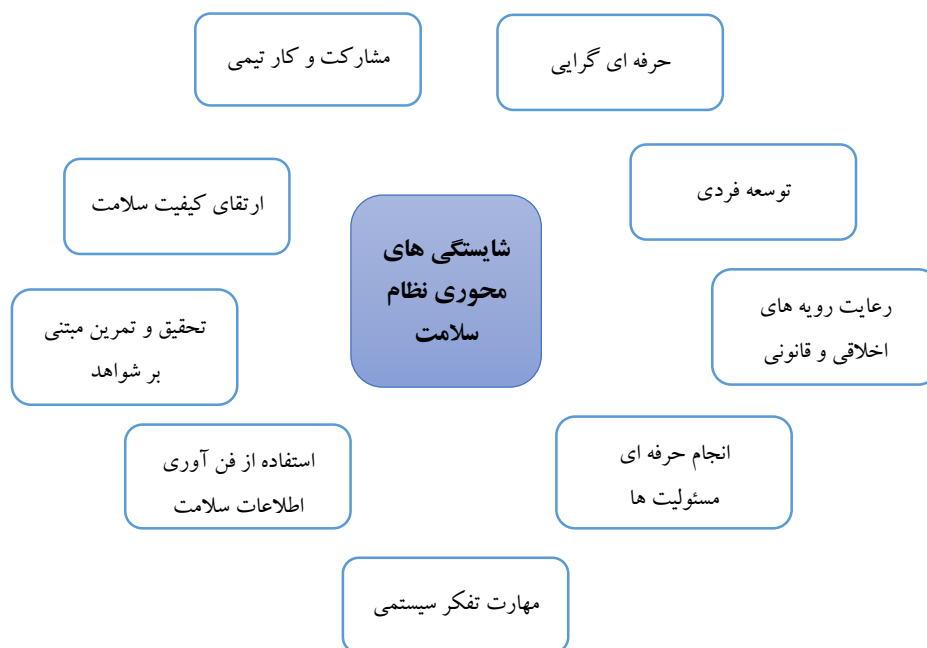 حرفه ای گرایی
مشارکت و کار تیمی
توسعه فردی
ارتقای کیفیت سلامت
شایستگی های
محوری نظام
سلامت
رعایت رویه های
اخلاقی و قانونی
تحقیق و تمرین مبتنی
بر شواهد
انجام حرفه ای
مسئولیت ها
استفاده از فن آوری
اطلاعات سلامت
مهارت تفکر سیستمی